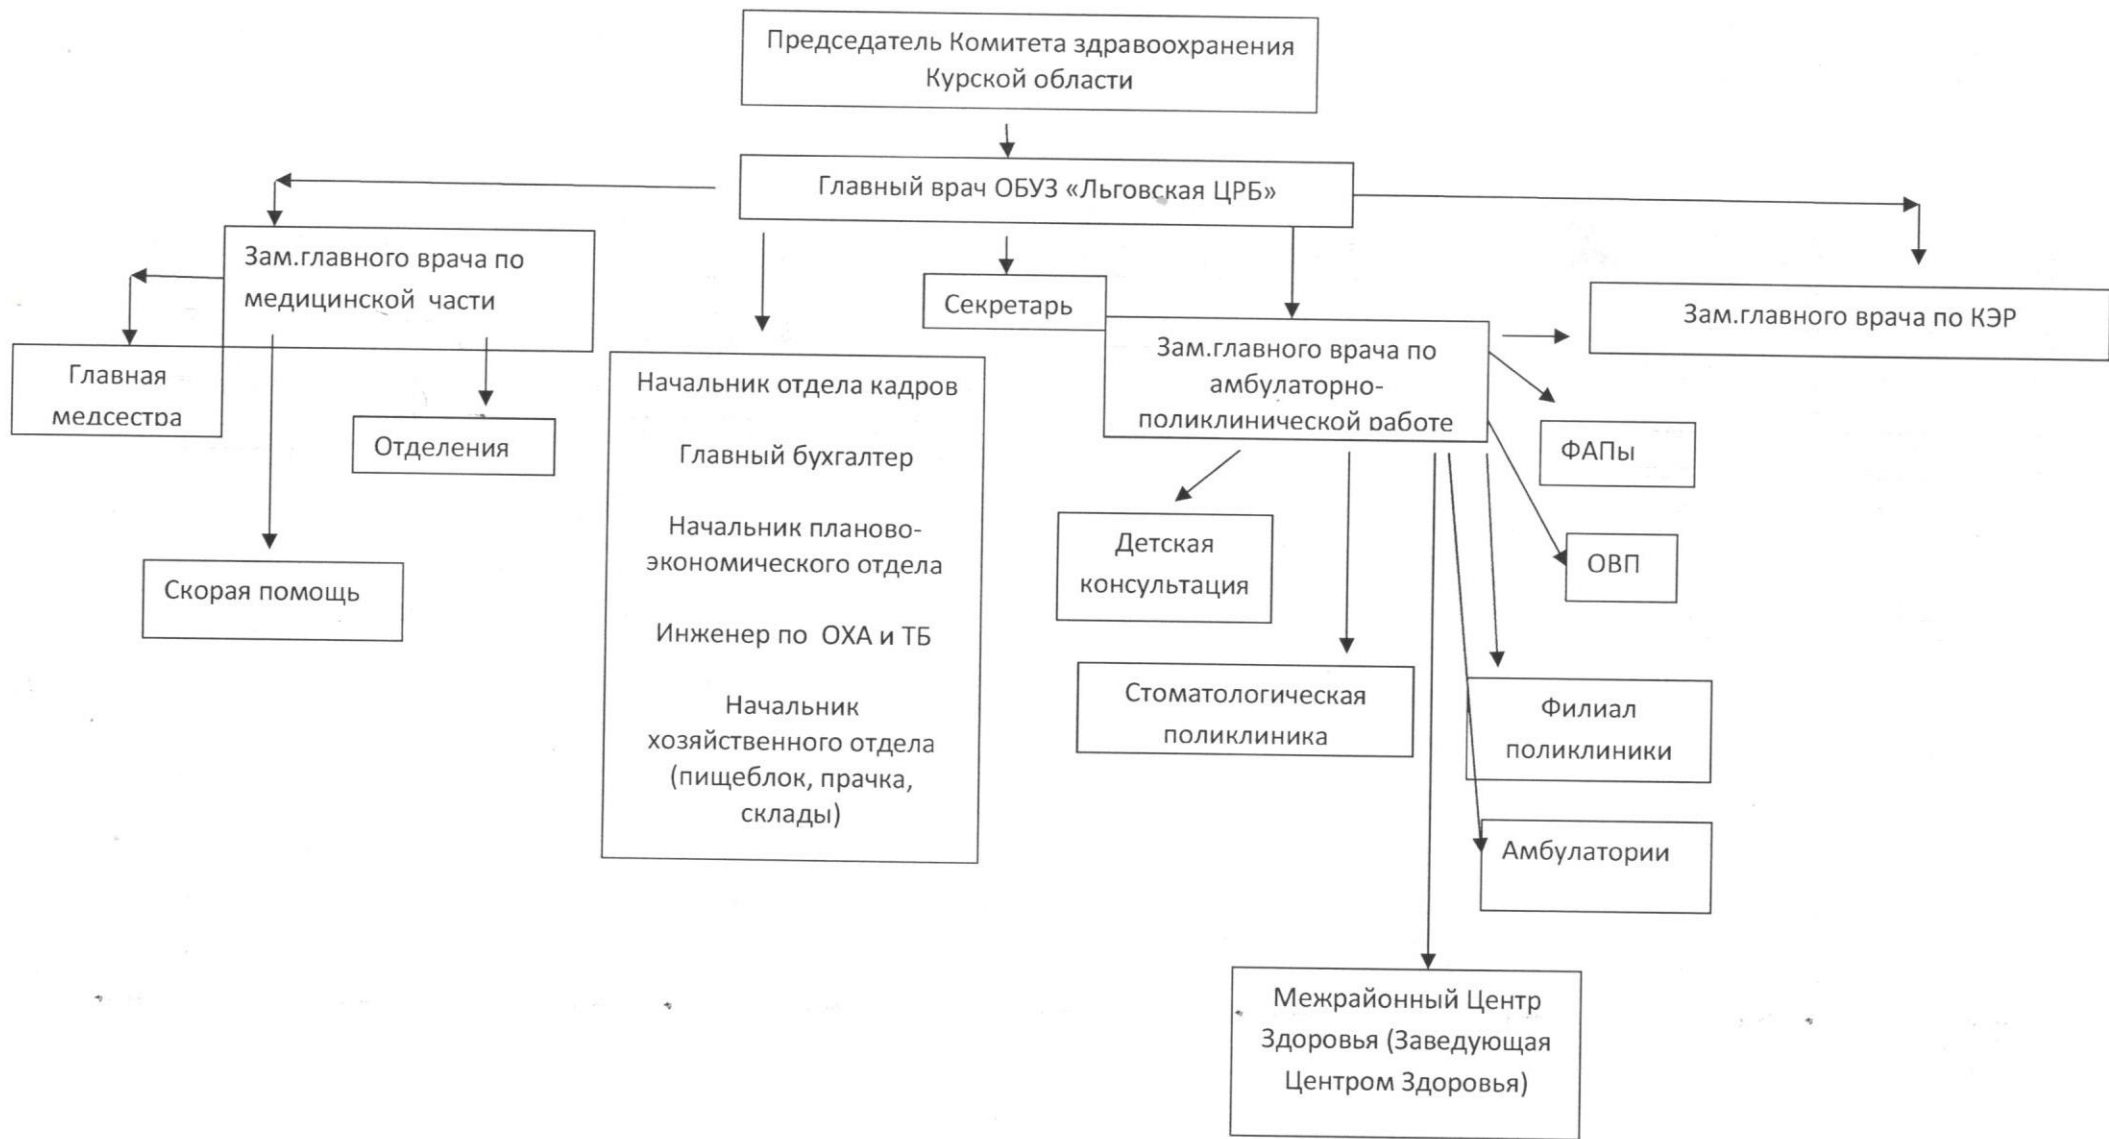 Председатель Комитета здравоохранения
Курской области
Главный врач ОБУЗ «Льговская ЦРБ»
Зам.главного врача по
медицинской части
Главная
медсестра
Отделения
Скорая помощь
Начальник отдела кадров
Главный бухгалтер
Начальник планово-
экономического отдела
Инженер по ОХА и ТБ
Начальник
хозяйственного отдела
(пищеблок, прачка,
склады)
Секретарь
Зам.главного врача по
амбулаторно-
поликлинической работе
Зам.главного врача по КЭР
ФАПы
ОВП
Детская
консультация
Стоматологическая
поликлиника
Филиал
поликлиники
Амбулатории
Межрайонный Центр
Здоровья (Заведующая
Центром Здоровья)